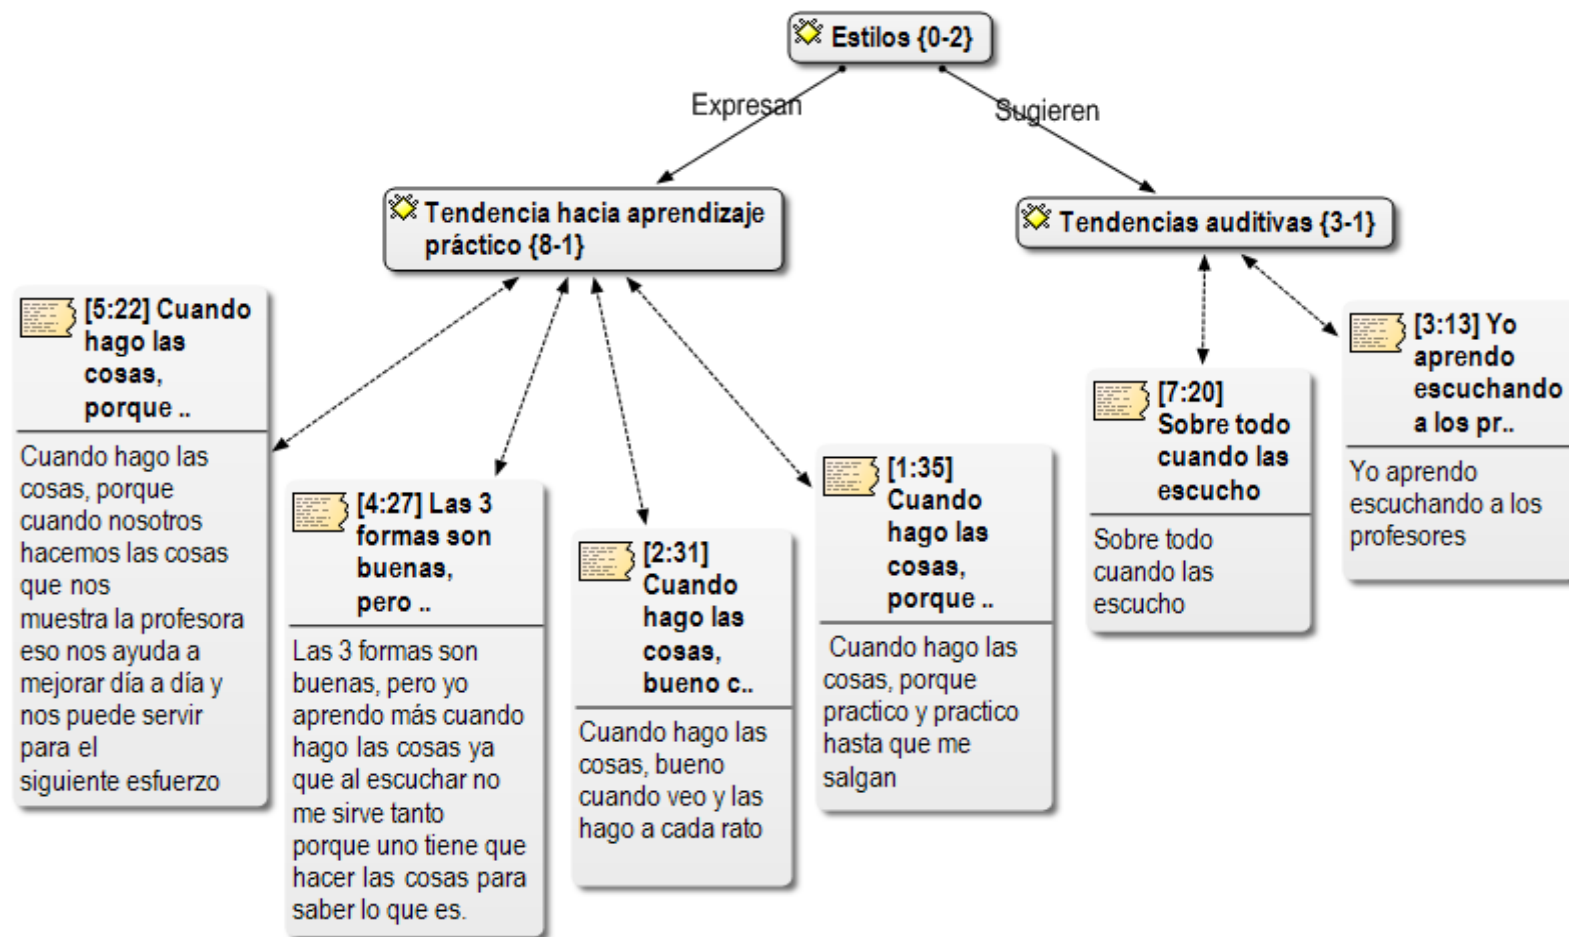 Estilos {0-2}
Expresan
Sugieren
Tendencia hacia aprendizaje
práctico {8-1}
Tendencias auditivas {3-1}
[5:22] Cuando
hago las
cosas,
porque ..
Cuando hago las
cosas, porque
cuando nosotros
hacemos las cosas
que nos
muestra la profesora
eso nos ayuda a
mejorar día a día y
nos puede servir
para el
siguiente esfuerzo
[4:27] Las 3
formas son
buenas,
pero ..
Las 3 formas son
buenas, pero yo
aprendo más cuando
hago las cosas ya
que al escuchar no
me sirve tanto
porque uno tiene que
hacer las cosas para
saber lo que es.
[2:31]
Cuando
hago las
cosas,
bueno c..
Cuando hago las
cosas, bueno
cuando veo y las
hago a cada rato
[1:35]
Cuando
hago las
cosas,
porque ..
Cuando hago las
cosas, porque
practico y practico
hasta que me
salgan
[7:20]
Sobre todo
cuando las
escucho
Sobre todo
cuando las
escucho
[3:13] Yo
aprendo
escuchando
a los pr..
Yo aprendo
escuchando a los
profesores